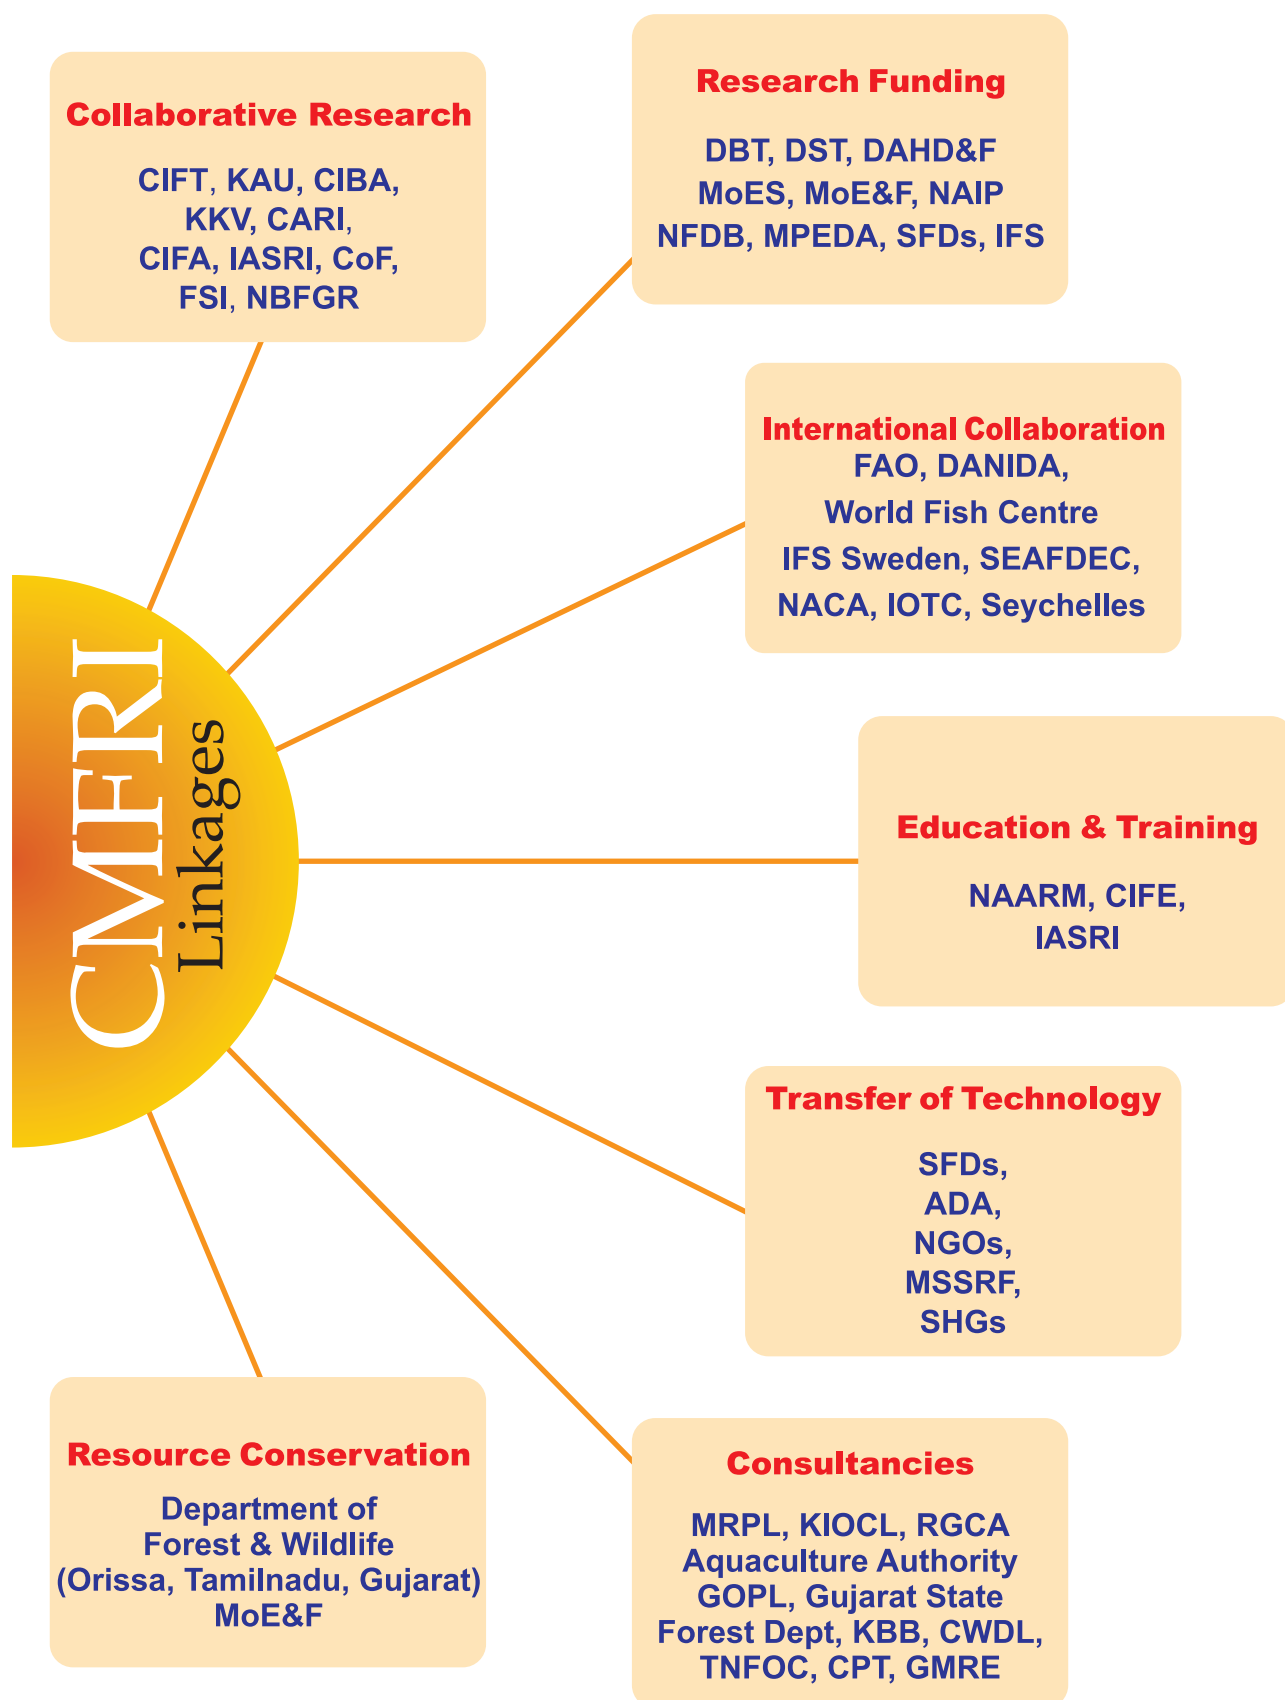 Collaborative Research
CIFT, KAU, CIBA,
KKV, CARI,
CIFA, IASRI, CoF,
FSI, NBFGR
Research Funding
DBT, DST, DAHD&F
MoES, MoE&F, NAIP
NFDB, MPEDA, SFDs, IFS
International Collaboration
FAO, DANIDA,
World Fish Centre
IFS Sweden, SEAFDEC,
NACA, IOTC, Seychelles
CMFRI
Linkages
Education & Training
NAARM, CIFE,
IASRI
Transfer of Technology
SFDs,
ADA,
NGOs,
MSSRF,
SHGs
Resource Conservation
Department of
Forest & Wildlife
(Orissa, Tamilnadu, Gujarat)
MoE&F
Consultancies
MRPL, KIOCL, RGCA
Aquaculture Authority
GOPL, Gujarat State
Forest Dept, KBB, CWDL,
TNFOC, CPT, GMRE